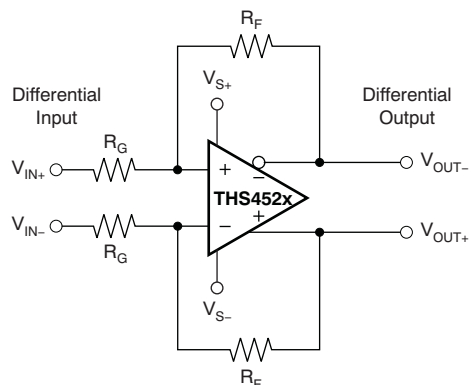 R_F
V_S+
Differential Input
Differential Output
V_IN+
R_G
+
−
V_OUT−
THS452x
V_IN−
R_G
−
+
V_OUT+
V_S−
R_F